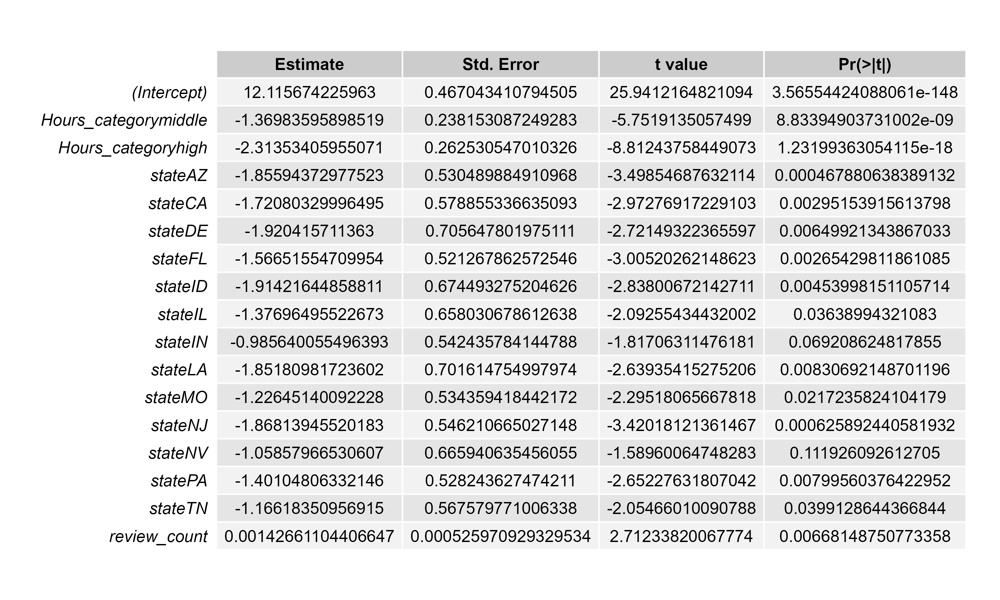 Estimate Std. Error t value Pr(>|t|)
(Intercept) 12.115674225963 0.467043410794505 25.9412164821094 3.56554424088061e-148
Hours_categorymiddle -1.36983595898519 0.238153087249283 -5.7519135057499 8.83394903731002e-09
Hours_categoryhigh -2.31353405955071 0.262530547010326 -8.81243758449073 1.23199363054115e-18
stateAZ -1.85594372977523 0.530489884910968 -3.49854687632114 0.000467880638389132
stateCA -1.72080329996495 0.578855336635093 -2.97276917229103 0.00295153915613798
stateDE -1.920415711363 0.705647801975111 -2.72149322365597 0.00649921343867033
stateFL -1.56651554709954 0.521267862572546 -3.00520262148623 0.00265429811861085
stateID -1.91421644858811 0.674493275204626 -2.83800672142711 0.00453998151105714
stateIL -1.37696495522673 0.658030678612638 -2.09255434432002 0.03638994321083
stateIN -0.985640055496393 0.542435784144788 -1.81706311476181 0.069208624817855
stateLA -1.85180981723602 0.701614754997974 -2.63935415275206 0.00830692148701196
stateMO -1.22645140092228 0.534359418442172 -2.29518065667818 0.0217235824104179
stateNJ -1.86813945520183 0.546210665027148 -3.42018121361467 0.000625892440581932
stateNV -1.05857966530607 0.665940635456055 -1.58960064748283 0.111926092612705
statePA -1.40104806332146 0.528243627474211 -2.65227631807042 0.00799560376422952
stateTN -1.16618350956915 0.567579771006338 -2.05466010090788 0.0399128644366844
review_count 0.00142661104406647 0.000525970929329534 2.71233820067774 0.00668148750773358